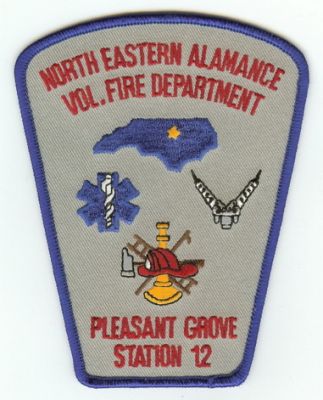 NORTH EASTERN ALAMANCE
VOL. FIRE DEPARTMENT
PLEASANT GROVE
STATION 12